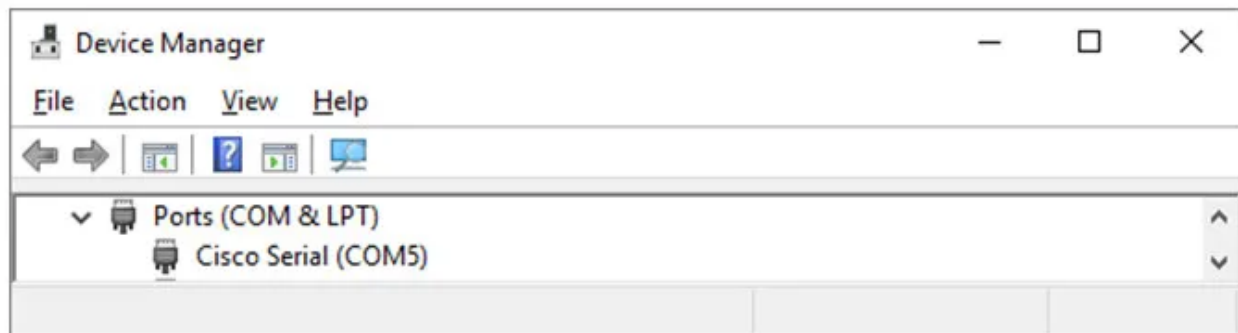 Device Manager
File Action View Help
?
Ports (COM & LPT)
Cisco Serial (COM5)